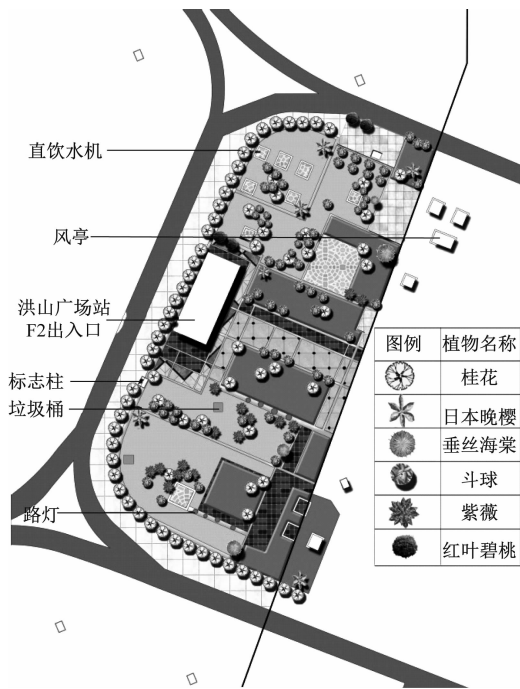 直饮水机
风亭
洪山广场站
F2出入口
标志柱
垃圾桶
路灯
图例 植物名称
桂花
日本晚樱
垂丝海棠
斗球
紫薇
红叶碧桃